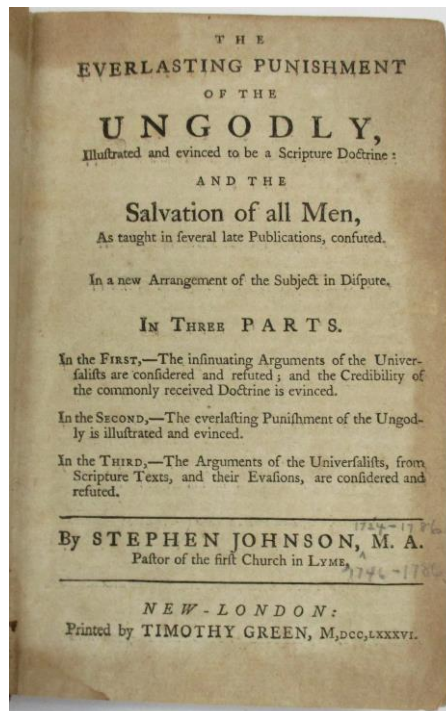 THE
EVERLASTING PUNISHMENT
OF THE
UNGODLY,
Illuſtrated and evinced to be a Scripture Doctrine:
AND THE
Salvation of all Men,
As taught in ſeveral late Publications, confuted.
In a new Arrangement of the Subject in Diſpute.
IN THREE PARTS.
In the FIRST,—The inſinuating Arguments of the Univer-
ſaliſts are conſidered and refuted; and the Credibility of
the commonly received Doctrine is evinced.
In the SECOND,—The everlaſting Puniſhment of the Ungod-
ly is illuſtrated and evinced.
In the THIRD,—The Arguments of the Univerſaliſts, from
Scripture Texts, and their Evaſions, are conſidered and
refuted.
1724-1786
By STEPHEN JOHNSON, M. A.
Paſtor of the firſt Church in LYME,
1746-1786
NEW-LONDON:
Printed by TIMOTHY GREEN, M,DCC,LXXXVI.